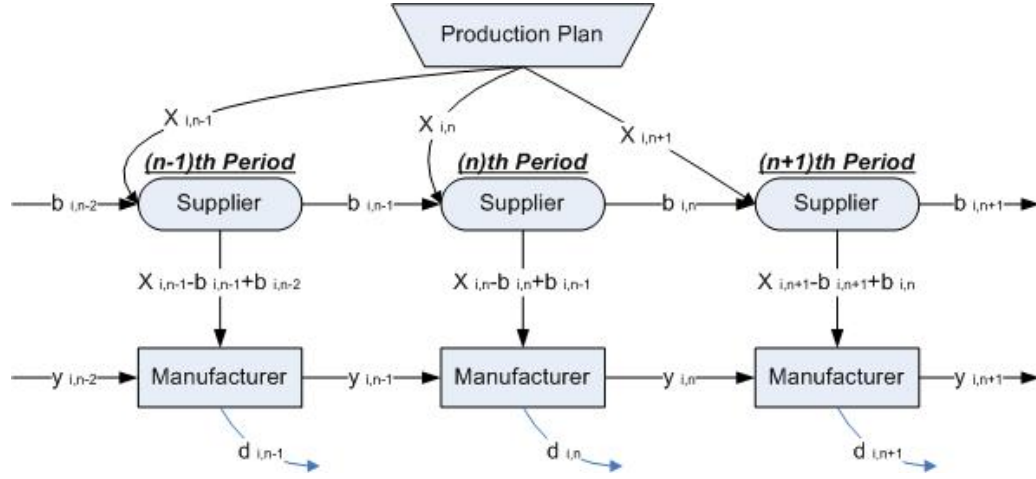 Production Plan
X i,n-1
X i,n
X i,n+1
(n-1)th Period
(n)th Period
(n+1)th Period
b i,n-2
Supplier
b i,n-1
Supplier
b i,n
Supplier
b i,n+1
X i,n-1-b i,n-1+b i,n-2
X i,n-b i,n+b i,n-1
X i,n+1-b i,n+1+b i,n
y i,n-2
Manufacturer
y i,n-1
Manufacturer
y i,n
Manufacturer
y i,n+1
d i,n-1
d i,n
d i,n+1